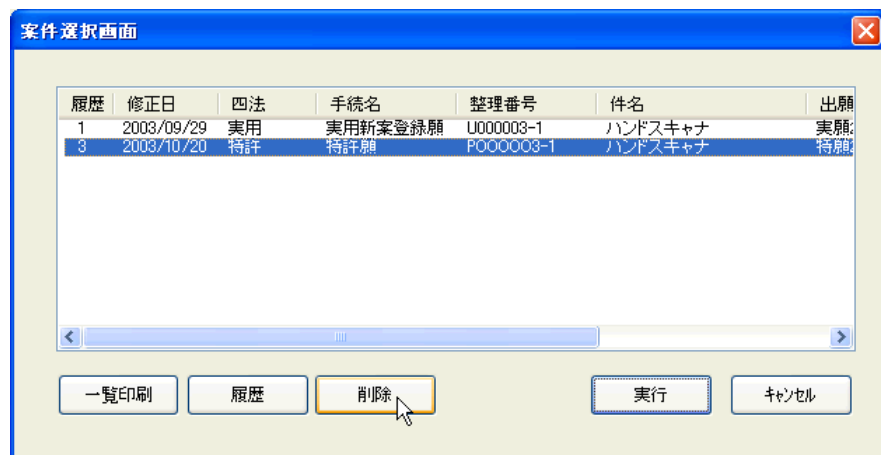 案件選択画面
履歴 修正日 四法 手続名 整理番号 件名 出願
1 2003/09/29 実用 実用新案登録願 U000003-1 ハンドスキャナ 実願2
3 2003/10/20 特許 特許願 P000003-1 ハンドスキャナ 特願2
一覧印刷 履歴 削除 実行 キャンセル